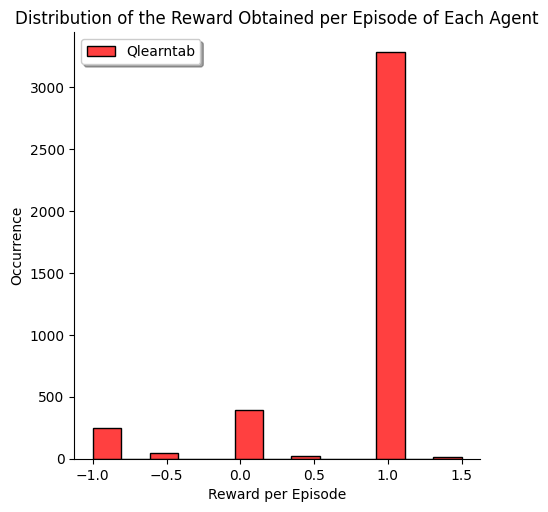 Distribution of the Reward Obtained per Episode of Each Agent
Qlearntab
3000
2500
2000
1500
1000
500
0
Occurrence
−1.0 −0.5 0.0 0.5 1.0 1.5
Reward per Episode